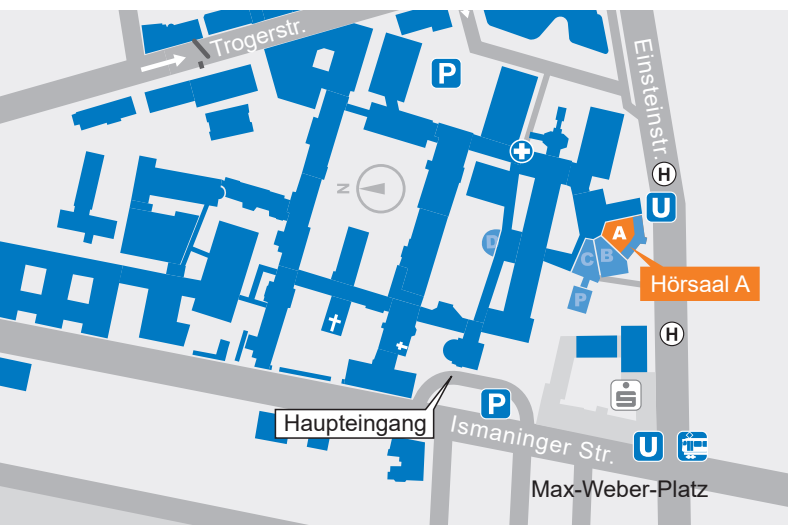 Trogerstr.
P
Einsteinstr.
H
N
U
A
D
C
B
Hörsaal A
P
H
Haupteingang
P
Ismaninger Str.
U
Max-Weber-Platz